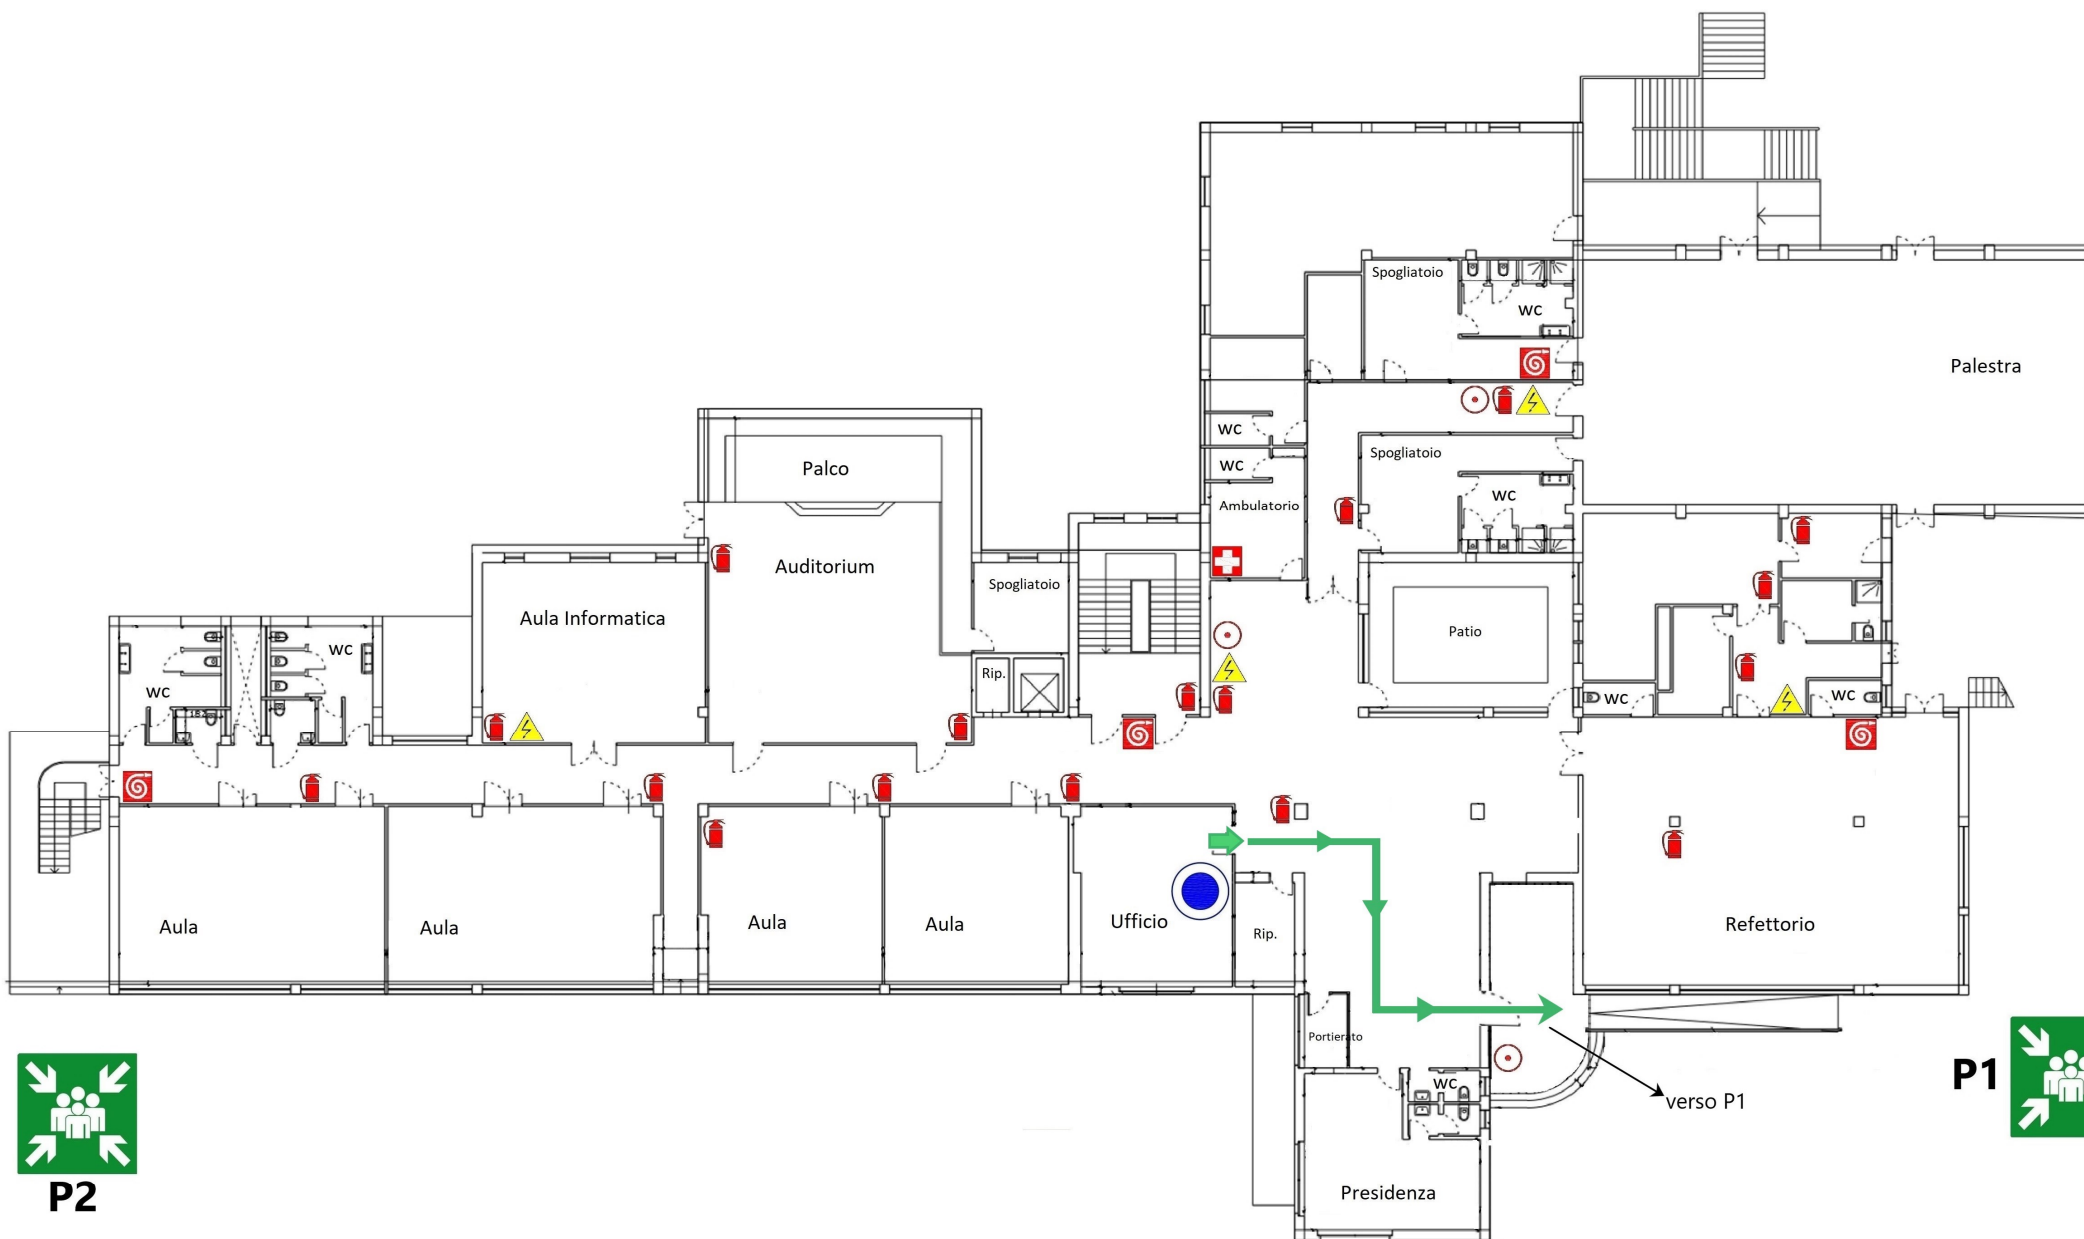 Spogliatoio
wc
Palestra
wc
Palco
wc
Spogliatoio
wc
Ambulatorio
Auditorium
Spogliatoio
Aula Informatica
Patio
wc
Rip.
wc
wc
wc
Aula
Aula
Aula
Aula
Ufficio
Rip.
Refettorio
Portierato
wc
verso P1
P1
P2
Presidenza